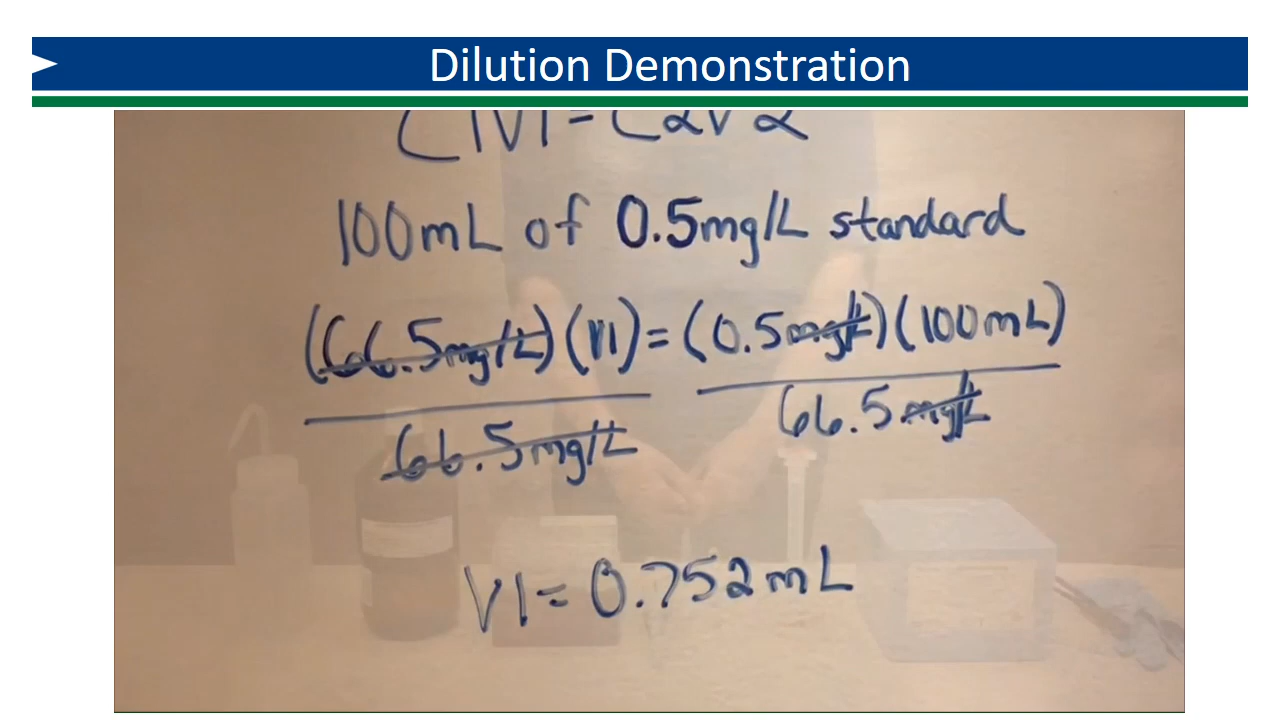 Dilution Demonstration
C1V1 = C2V2
100mL of 0.5mg/L standard
(66.5mg/L)(V1) = (0.5mg/L)(100mL)
66.5mg/L 66.5mg/L
V1 = 0.752mL